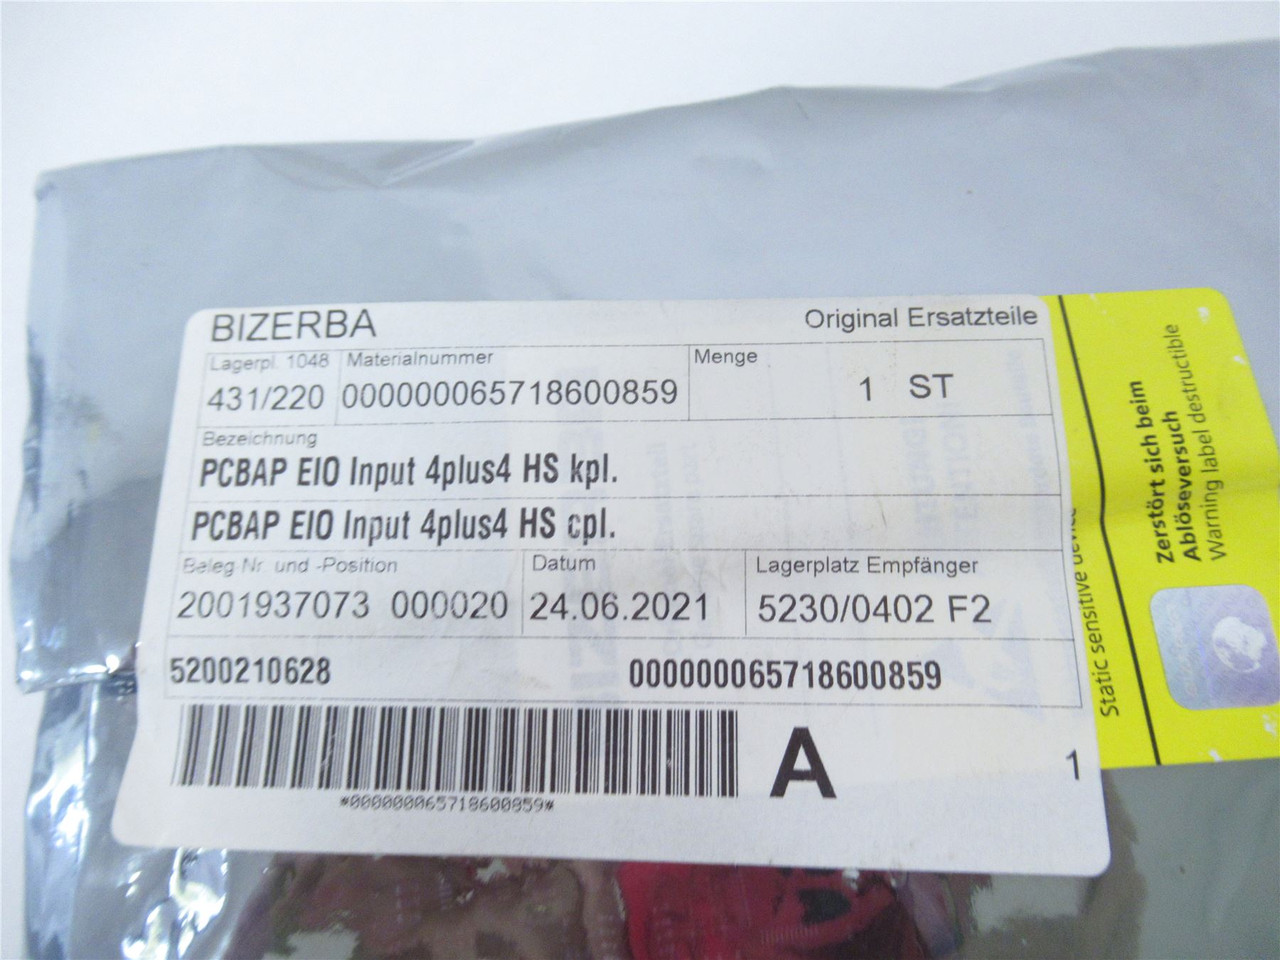 BIZERBA Original Ersatzteile
Lagerpl. 1048 Materialnummer Menge
431/220 000000065718600859 1 ST
Bezeichnung
PCBAP EIO Input 4plus4 HS kpl.
PCBAP EIO Input 4plus4 HS cpl.
Beleg-Nr. und -Position Datum Lagerplatz Empfänger
2001937073 000020 24.06.2021 5230/0402 F2
5200210628 000000065718600859
A 1
*000000065718600859*
Static sensitive device
Zerstört sich beim
Ablöseversuch
Warning label destructible